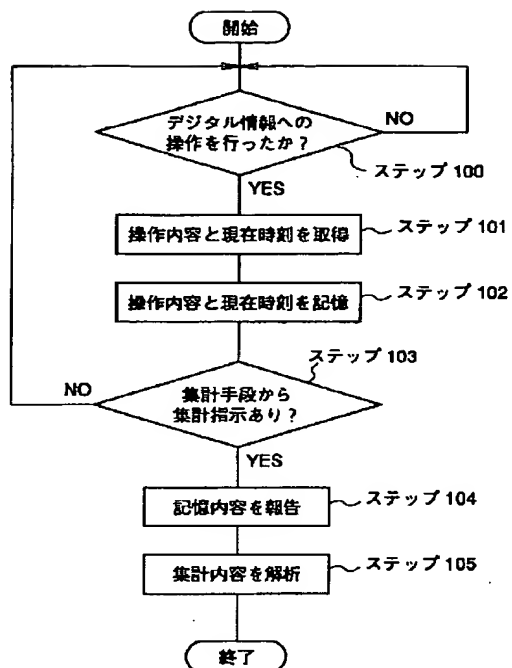 開始
デジタル情報への
操作を行ったか？
NO
ステップ 100
YES
操作内容と現在時刻を取得
ステップ 101
操作内容と現在時刻を記憶
ステップ 102
ステップ 103
NO
集計手段から
集計指示あり？
YES
記憶内容を報告
ステップ 104
集計内容を解析
ステップ 105
終了